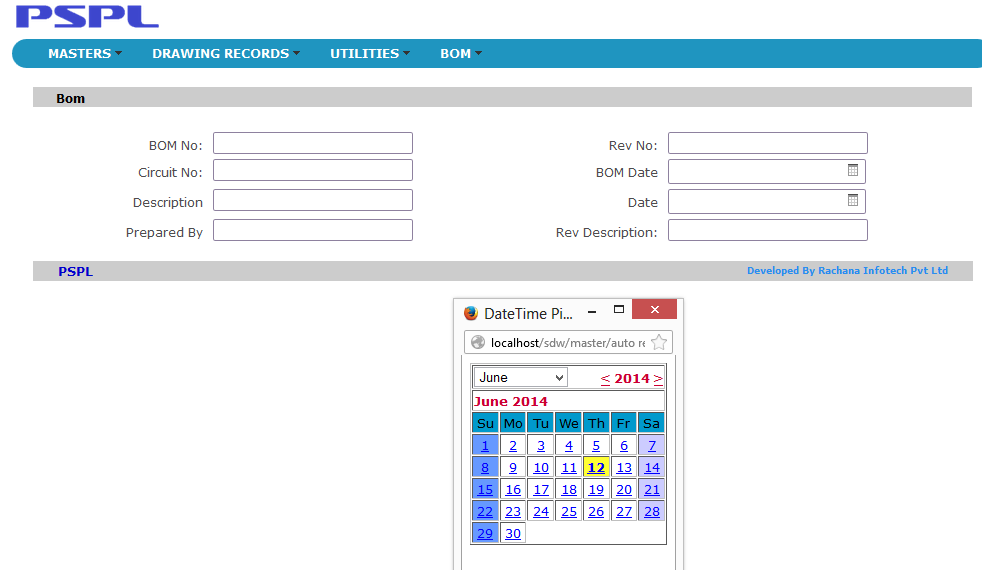 PSPL
MASTERS DRAWING RECORDS UTILITIES BOM
Bom
BOM No: Rev No:
Circuit No: BOM Date
Description Date
Prepared By Rev Description:
PSPL Developed By Rachana Infotech Pvt Ltd
DateTime Pi...
localhost/sdw/master/auto re
June < 2014 >
June 2014
Su Mo Tu We Th Fr Sa
1 2 3 4 5 6 7
8 9 10 11 12 13 14
15 16 17 18 19 20 21
22 23 24 25 26 27 28
29 30